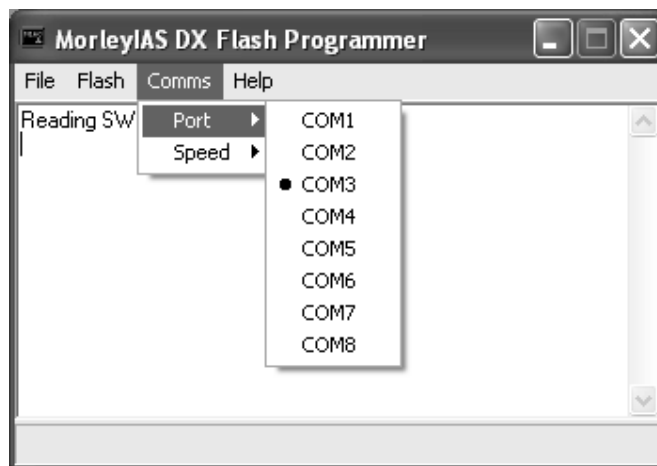 MorleyIAS DX Flash Programmer
File Flash Comms Help
Reading SW
Port
Speed
COM1
COM2
COM3
COM4
COM5
COM6
COM7
COM8